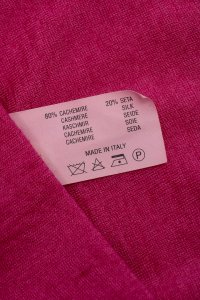 80% CACHEMIRE 20% SETA
CASHMERE SILK
KASCHMIR SEIDE
CACHEMIRE SOIE
CACHEMIRE SEDA
MADE IN ITALY
P